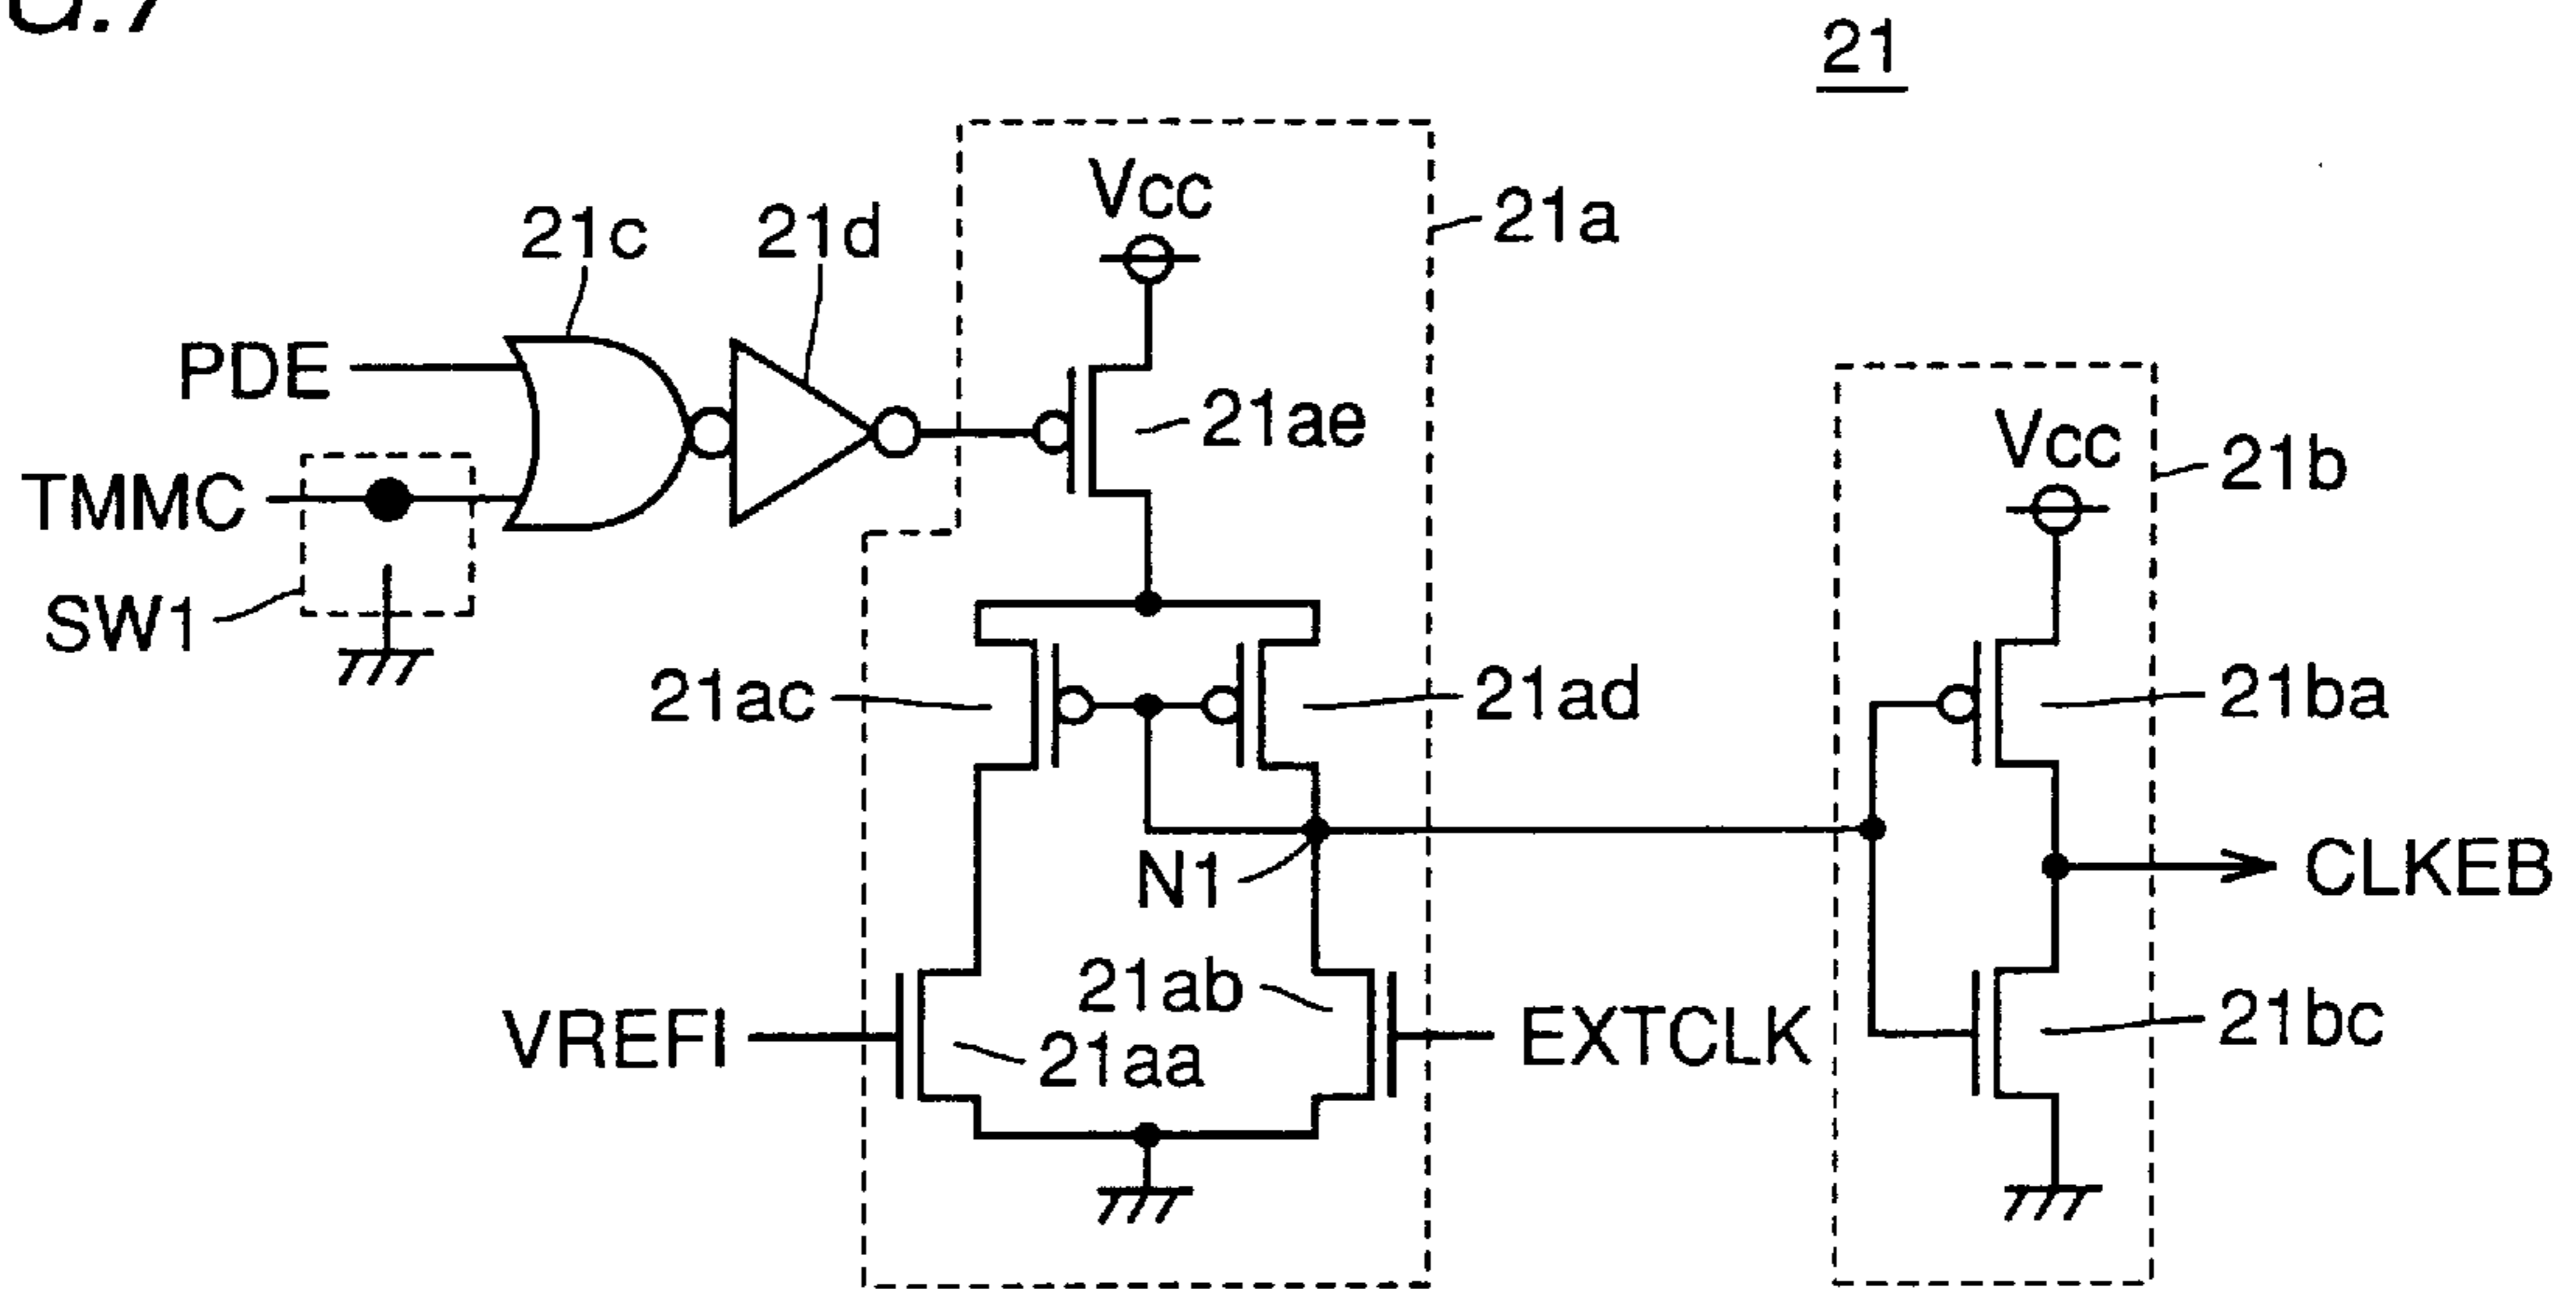 G.7
21
Vcc
21a
21c
21d
PDE
21ae
Vcc
21b
TMMC
SW1
21ac
21ad
21ba
N1
CLKEB
21ab
VREFI
21aa
EXTCLK
21bc